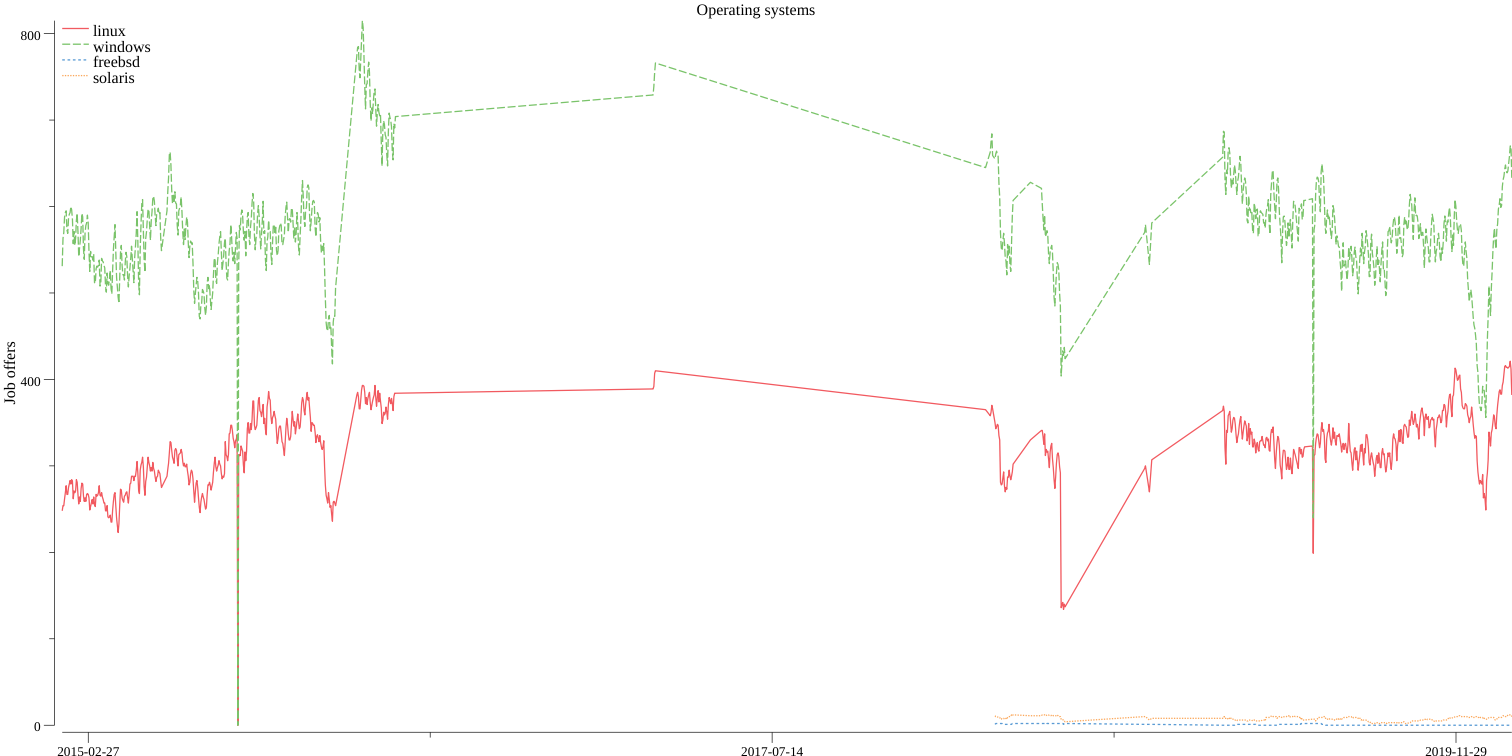 Operating systems
800
linux
windows
freebsd
solaris
Job offers
400
0
2015-02-27
2017-07-14
2019-11-29